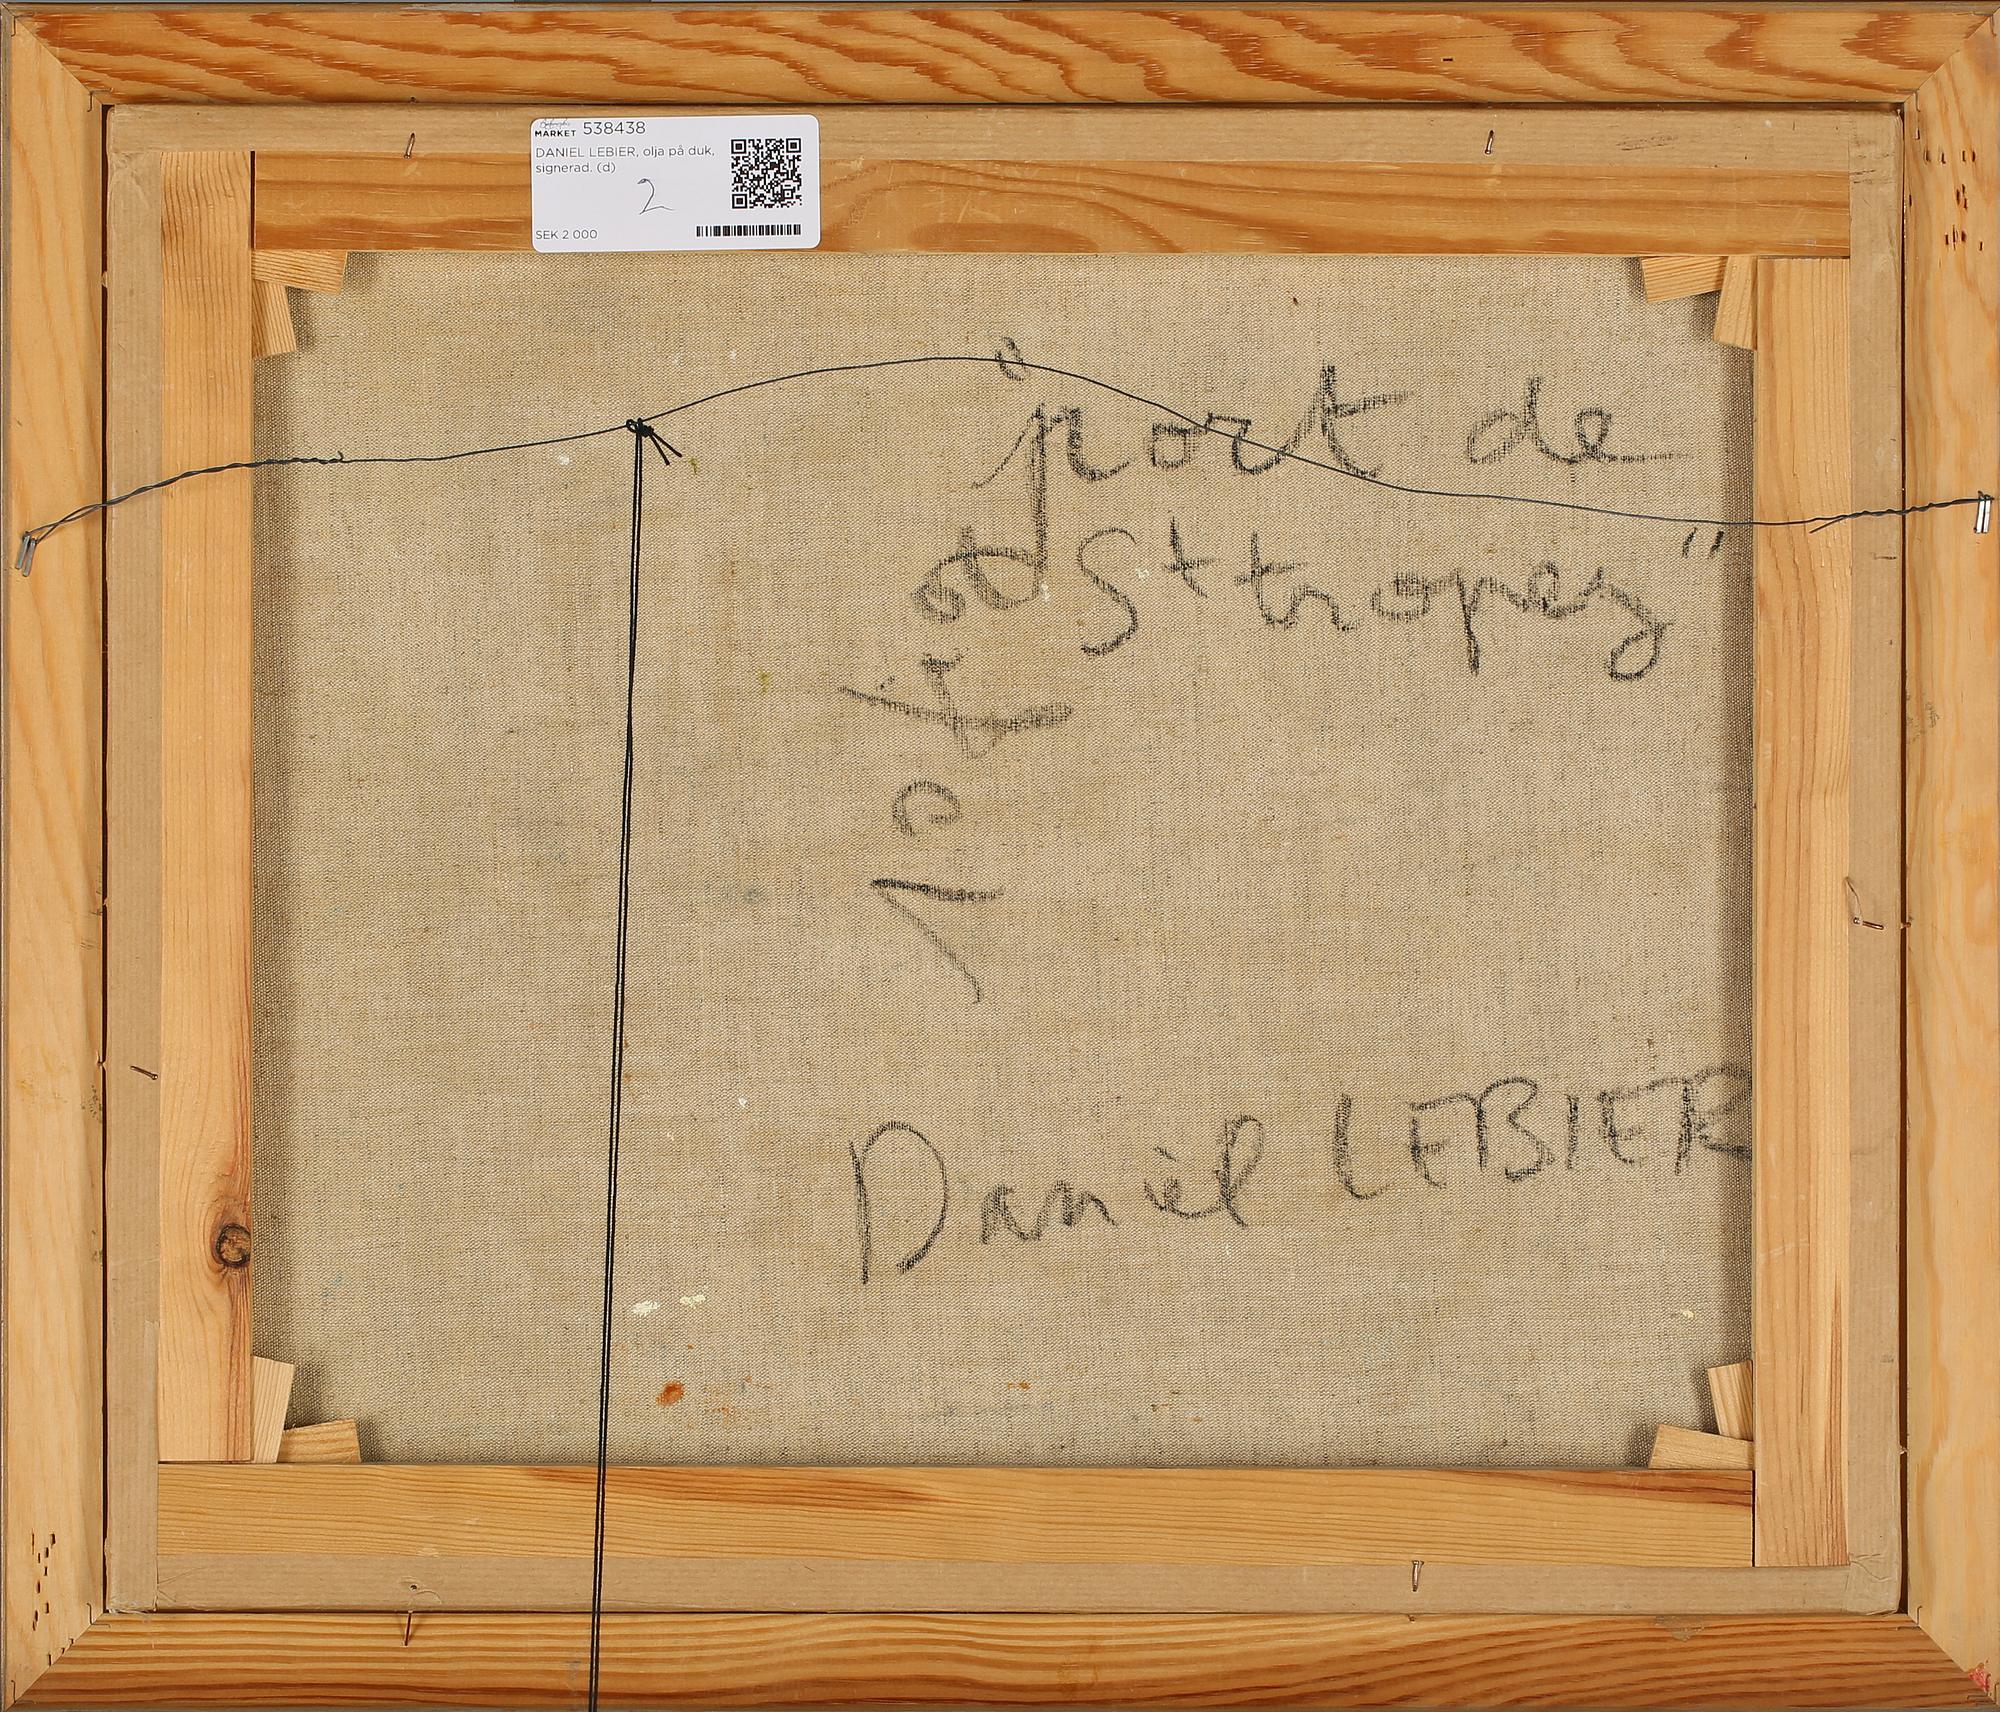 MARKET 538438
DANIEL LEBIER, olja på duk,
signerad. (d)
2
SEK 2 000
port de
St tropez"
Daniel LEBIER